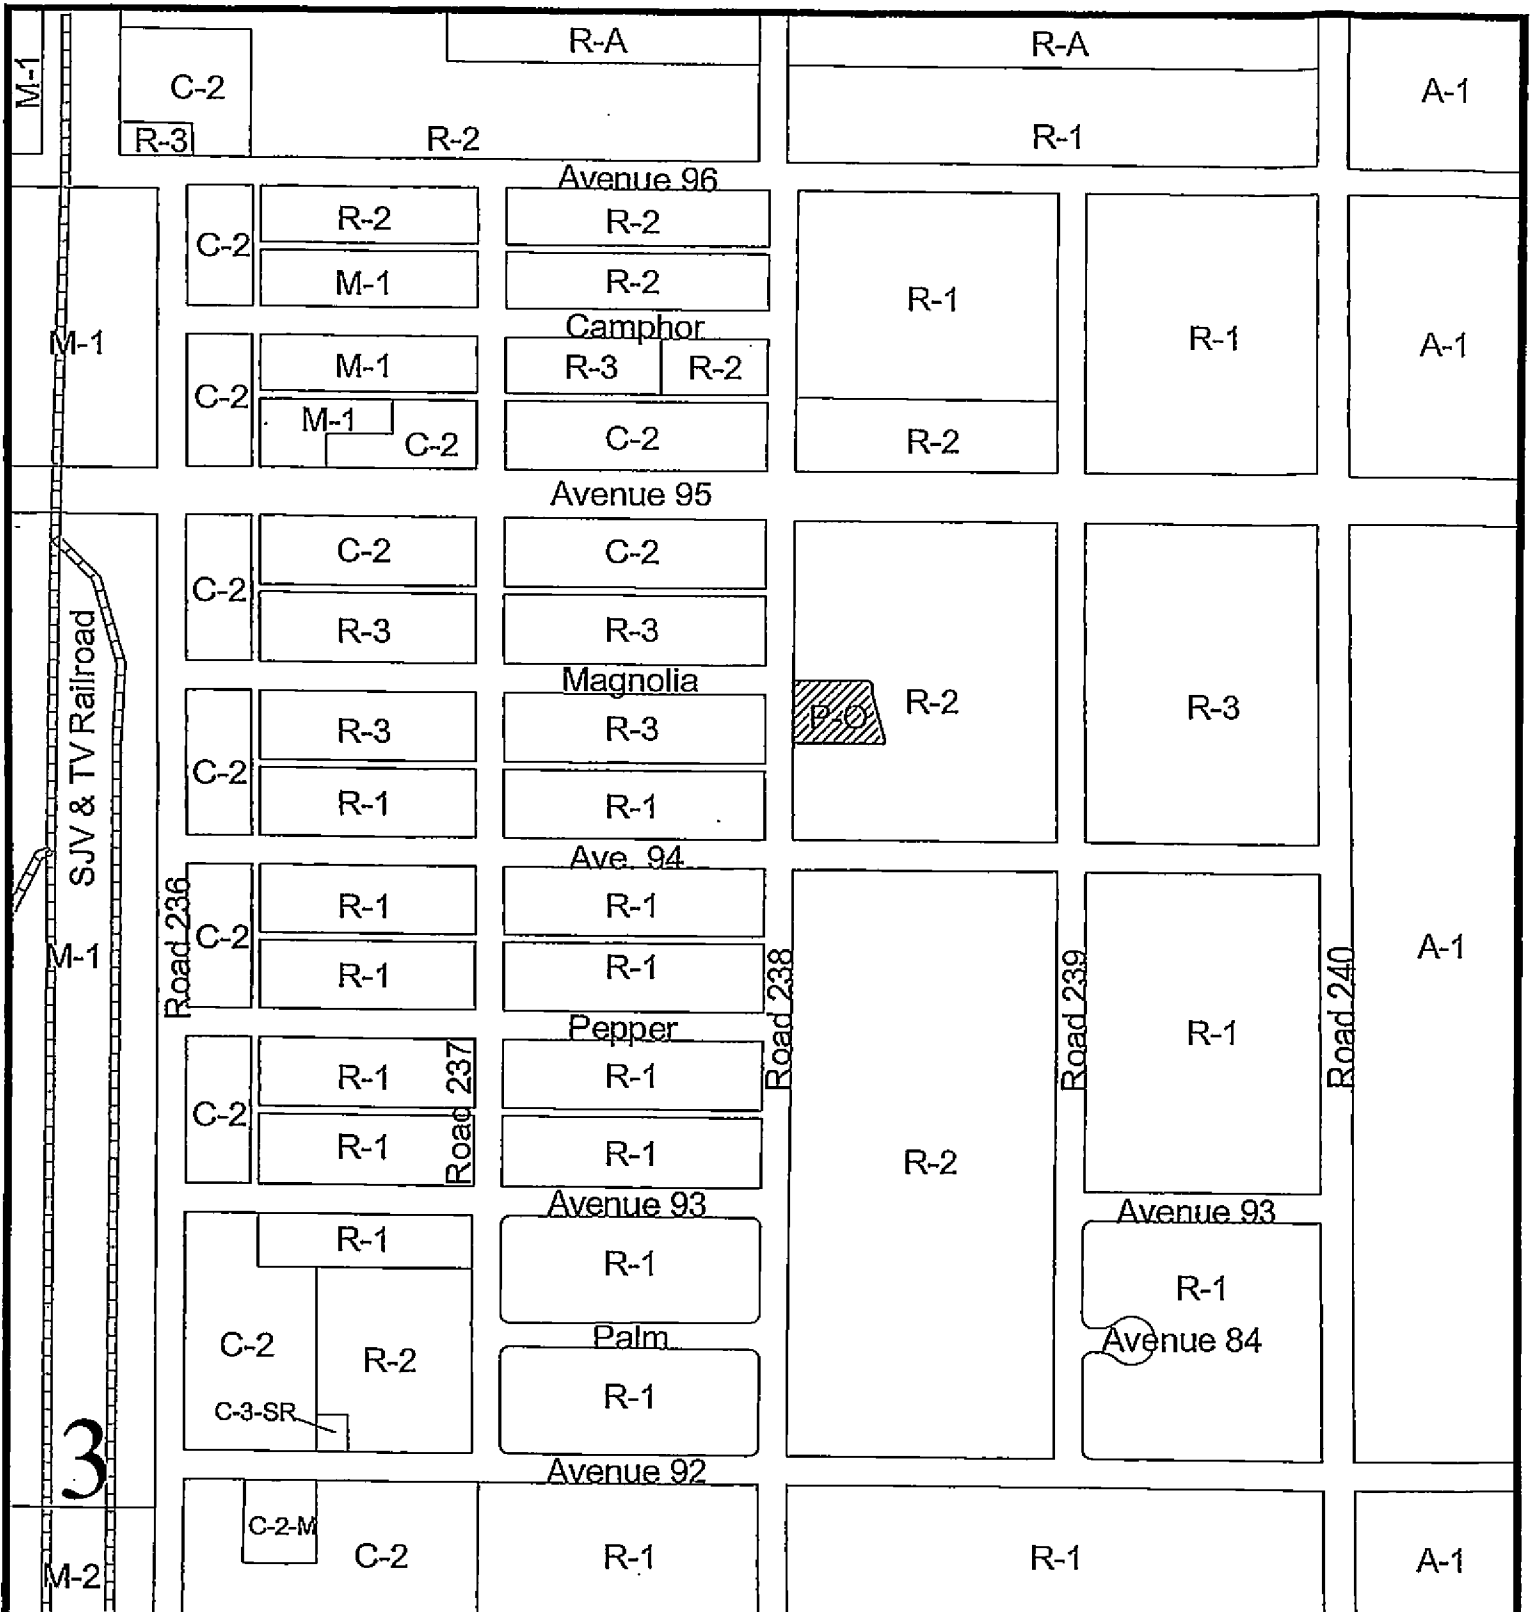 R-A
R-A
M-1
C-2
A-1
R-3
R-2
R-1
Avenue 96
R-2
R-2
C-2
M-1
R-2
R-1
Camphor
M-1
R-1
A-1
M-1
R-3
R-2
C-2
M-1
C-2
C-2
R-2
Avenue 95
C-2
C-2
C-2
R-3
R-3
SJV & TV Railroad
Magnolia
R-3
R-3
P-O
R-2
R-3
C-2
R-1
R-1
Ave. 94
Road 236
R-1
R-1
C-2
M-1
R-1
R-1
Road 238
Road 239
Road 240
A-1
Pepper
R-1
Road 237
R-1
R-1
C-2
R-1
R-1
R-2
Avenue 93
Avenue 93
R-1
R-1
R-1
Palm
Avenue 84
C-2
R-2
R-1
C-3-SR
3
Avenue 92
C-2-M
C-2
R-1
R-1
A-1
M-2